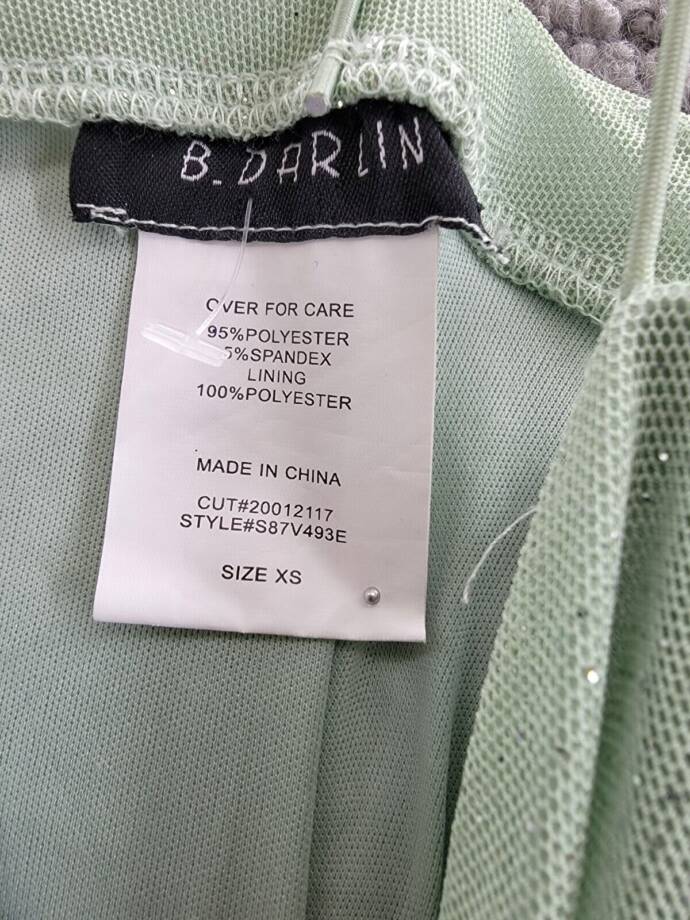 B. DARLIN
OVER FOR CARE
95%POLYESTER
5%SPANDEX
LINING
100%POLYESTER
MADE IN CHINA
CUT#20012117
STYLE#S87V493E
SIZE XS